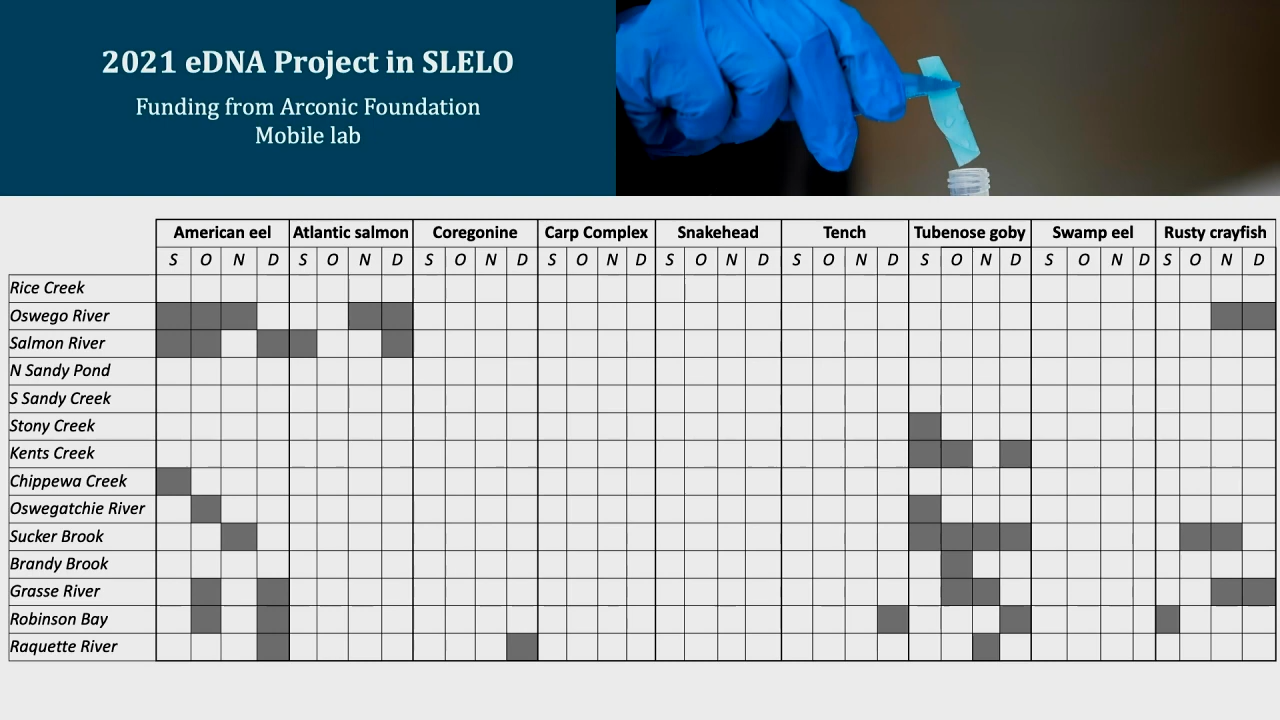 2021 eDNA Project in SLELO
Funding from Arconic Foundation
Mobile lab
American eel Atlantic salmon Coregonine Carp Complex Snakehead Tench Tubenose goby Swamp eel Rusty crayfish
S O N D S O N D S O N D S O N D S O N D S O N D S O N D S O N D S O N D
Rice Creek
Oswego River
Salmon River
N Sandy Pond
S Sandy Creek
Stony Creek
Kents Creek
Chippewa Creek
Oswegatchie River
Sucker Brook
Brandy Brook
Grasse River
Robinson Bay
Raquette River